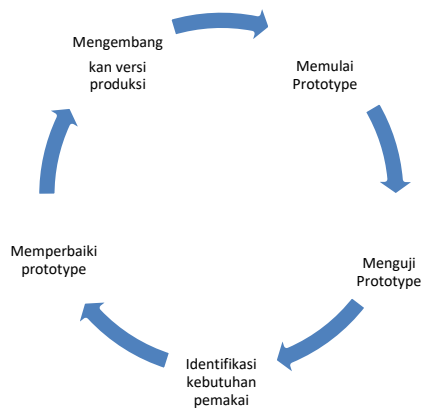 Mengembang
kan versi
produksi
Memulai
Prototype
Menguji
Prototype
Identifikasi
kebutuhan
pemakai
Memperbaiki
prototype